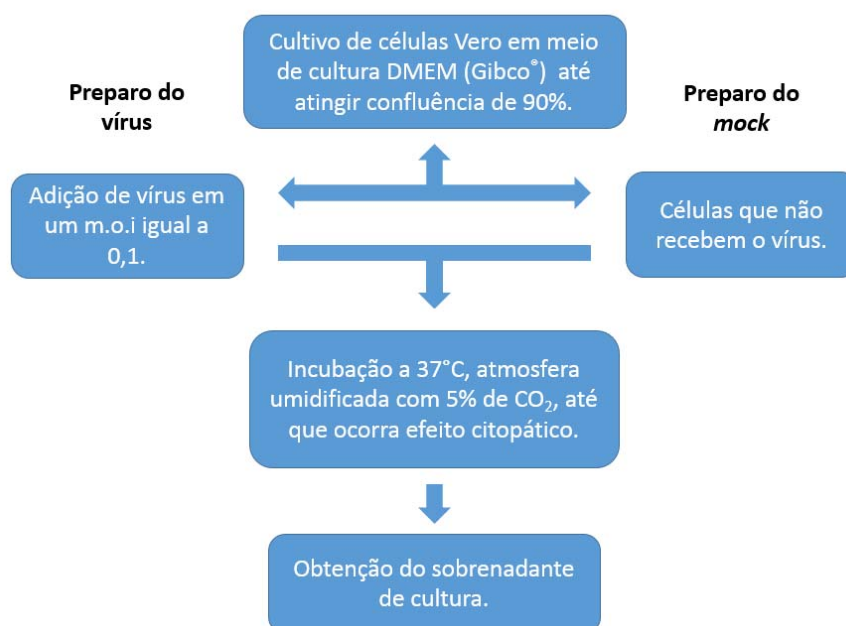 Cultivo de células Vero em meio
de cultura DMEM (Gibco®) até
atingir confluência de 90%.
Preparo do
vírus
Preparo do
mock
Adição de vírus em
um m.o.i igual a
0,1.
Células que não
recebem o vírus.
Incubação a 37°C, atmosfera
umidificada com 5% de CO₂, até
que ocorra efeito citopático.
Obtenção do sobrenadante
de cultura.